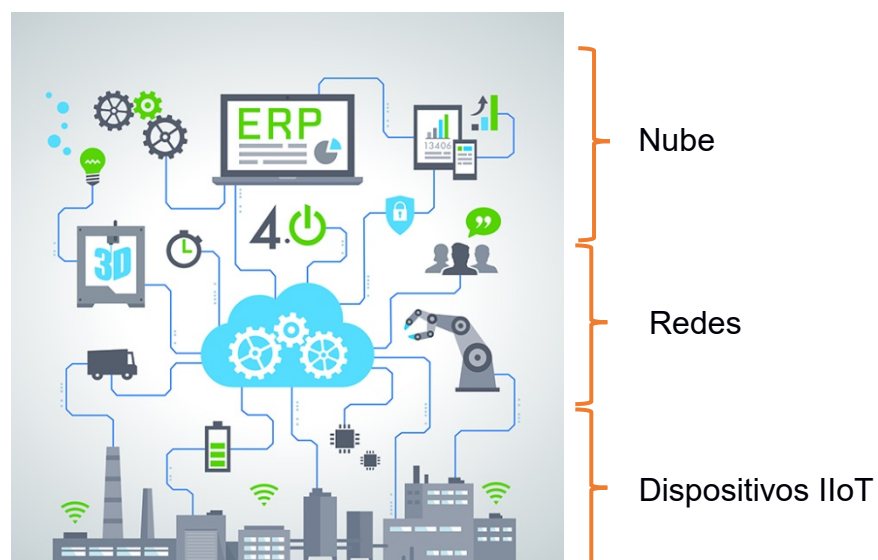 ERP
13406
4.0
3D
Nube
Redes
Dispositivos IIoT